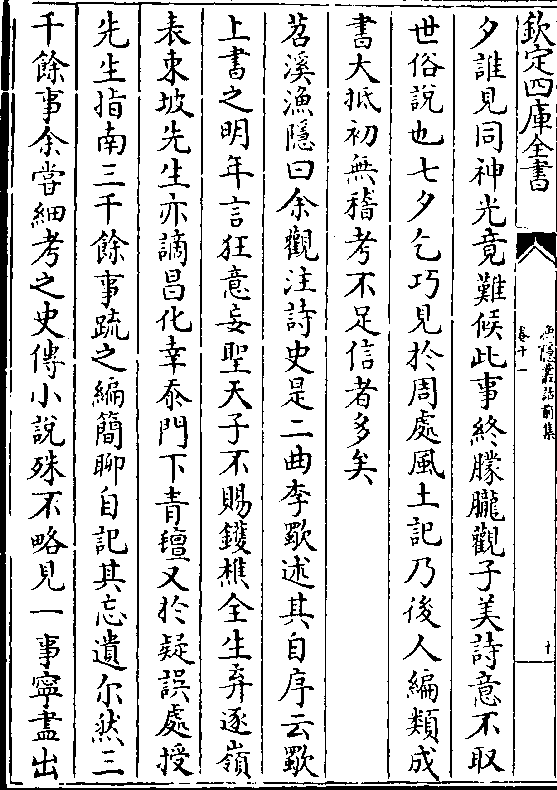 欽定四庫全書
漁隱叢話前集
卷十一
十
夕誰見同神光竟難候此事終朦朧觀子美詩意不取
世俗說也七夕乞巧見於周處風土記乃後人編類成
書大抵初無稽考不足信者多矣
苕溪漁隱曰余觀注詩史是二曲李歜述其自序云歜
上書之明年言狂意妄聖天子不賜鑊樵全生弃逐嶺
表東坡先生亦謫昌化幸忝門下青氊又於疑誤處授
先生指南三千餘事疏之編簡聊自記其忘遺尔然三
千餘事余嘗細考之史傳小說殊不略見一事寧盡出